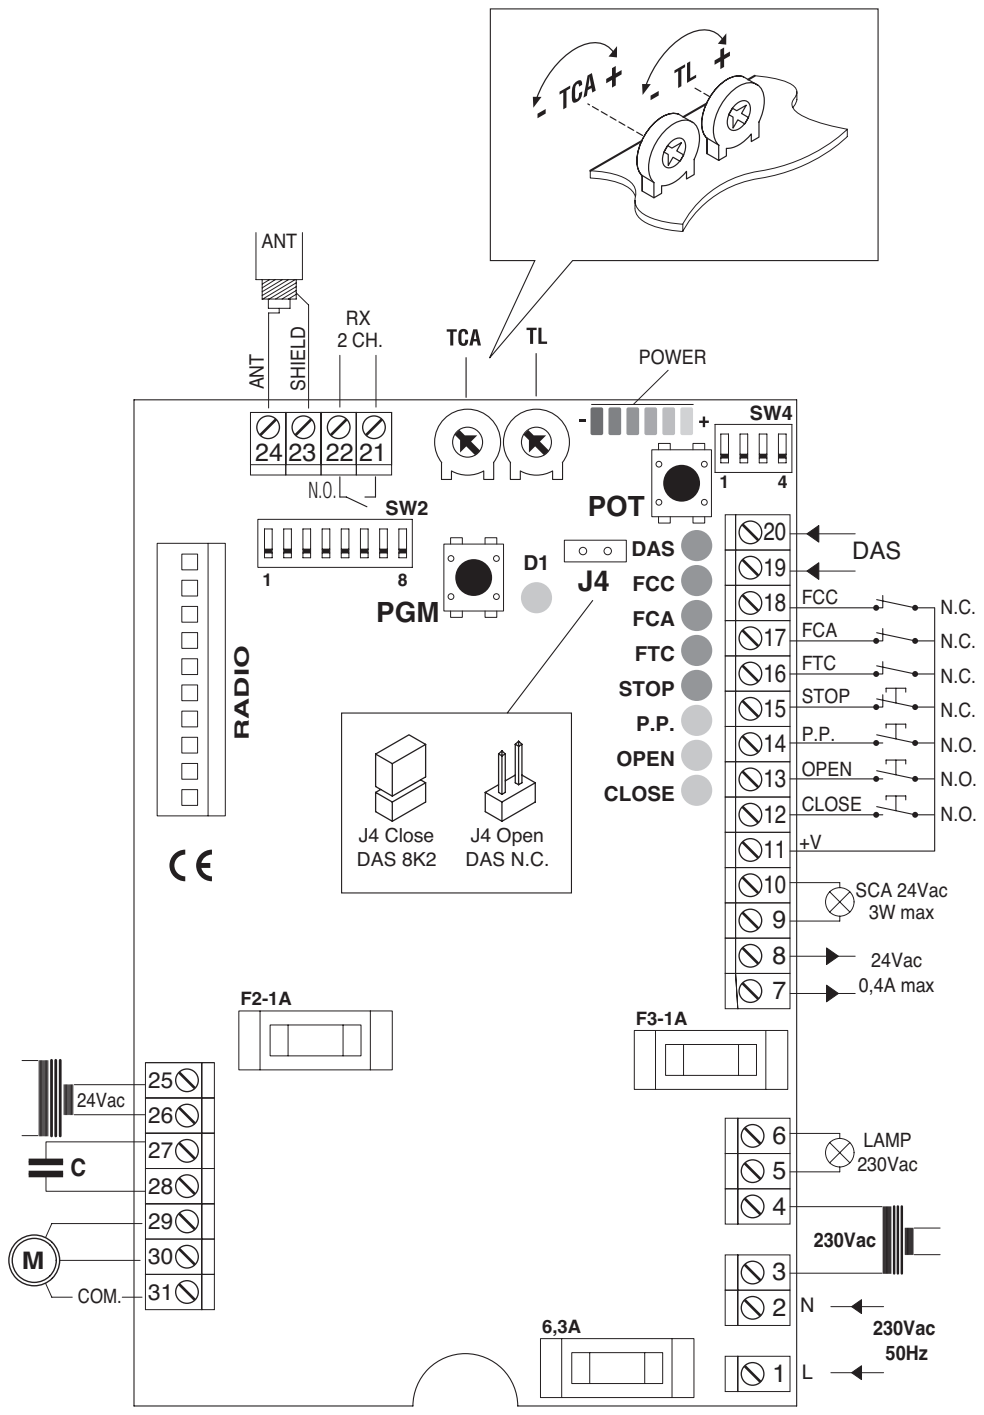 - TCA +
- TL +
ANT
ANT
SHIELD
RX
2 CH.
TCA
TL
POWER
- +
SW4
1 4
24 23 22 21
N.O.
SW2
1 8
POT
PGM
D1
J4
RADIO
DAS
FCC
FCA
FTC
STOP
P.P.
OPEN
CLOSE
J4 Close
DAS 8K2
J4 Open
DAS N.C.
CE
20
19
DAS
18 FCC N.C.
17 FCA N.C.
16 FTC N.C.
15 STOP N.C.
14 P.P. N.O.
13 OPEN N.O.
12 CLOSE N.O.
11 +V
10
9
SCA 24Vac
3W max
8
7
24Vac
0,4A max
F2-1A
F3-1A
25
26
24Vac
27
28
C
29
30
31
M
COM.
6
5
LAMP
230Vac
4
3
230Vac
2 N
1 L
230Vac
50Hz
6,3A